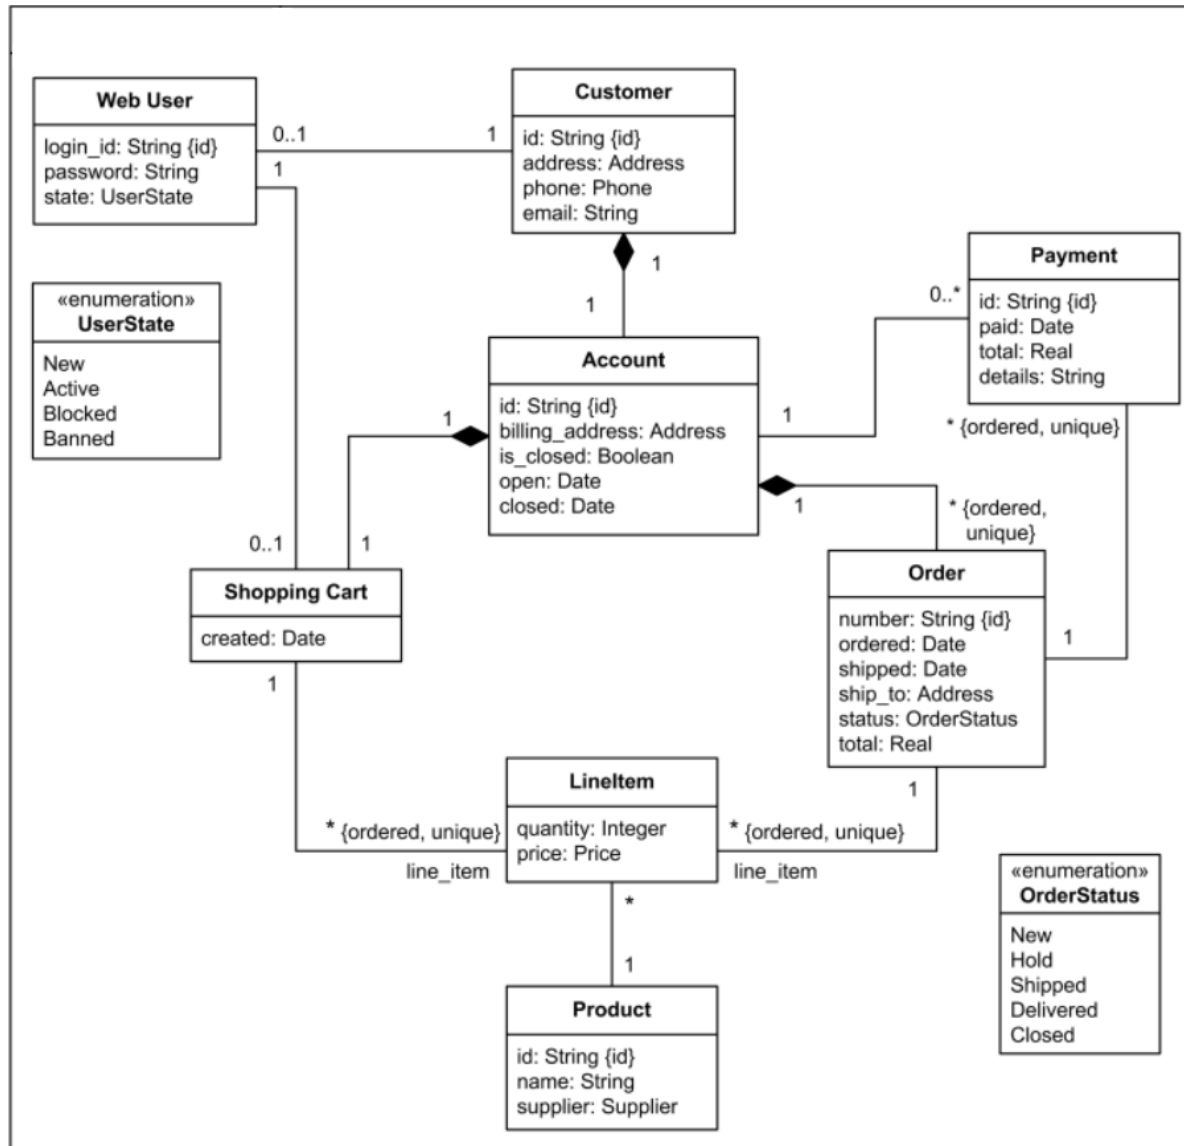 Web User
login_id: String {id}
password: String
state: UserState
0..1
1
1
Customer
id: String {id}
address: Address
phone: Phone
email: String
1
1
«enumeration»
UserState
New
Active
Blocked
Banned
Payment
id: String {id}
paid: Date
total: Real
details: String
0..*
* {ordered, unique}
Account
id: String {id}
billing_address: Address
is_closed: Boolean
open: Date
closed: Date
1
1
1
* {ordered,
unique}
0..1
1
Shopping Cart
created: Date
1
Order
number: String {id}
ordered: Date
shipped: Date
ship_to: Address
status: OrderStatus
total: Real
1
1
LineItem
quantity: Integer
price: Price
* {ordered, unique}
line_item
* {ordered, unique}
line_item
*
1
Product
id: String {id}
name: String
supplier: Supplier
«enumeration»
OrderStatus
New
Hold
Shipped
Delivered
Closed